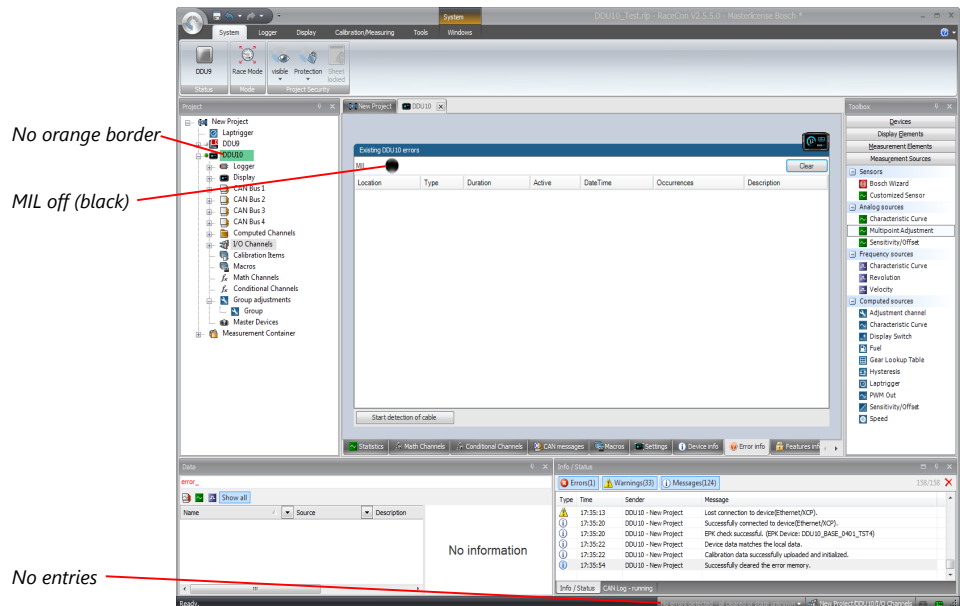 System
DDU10_Test.rlp - RaceCon V2.5.5.0 - Masterlicense Bosch *
System Logger Display Calibration/Measuring Tools Windows
DDU9 Race Mode visible Protection Sheet locked
Status Mode Project Security
Project
New Project
Laptrigger
DDU9
DDU10
Logger
Display
CAN Bus 1
CAN Bus 2
CAN Bus 3
CAN Bus 4
Computed Channels
I/O Channels
Calibration Items
Macros
Math Channels
Conditional Channels
Group adjustments
Group
Master Devices
Measurement Container
No orange border
MIL off (black)
New Project DDU10
Existing DDU10 errors
MIL Clear
Location Type Duration Active DateTime Occurrences Description
Start detection of cable
Statistics Math Channels Conditional Channels CAN messages Macros Settings Device info Error info Features inf
Toolbox
Devices
Display Elements
Measurement Elements
Measurement Sources
Sensors
Bosch Wizard
Customized Sensor
Analog sources
Characteristic Curve
Multipoint Adjustment
Sensitivity/Offset
Frequency sources
Characteristic Curve
Revolution
Velocity
Computed sources
Adjustment channel
Characteristic Curve
Display Switch
Fuel
Gear Lookup Table
Hysteresis
Laptrigger
PWM Out
Sensitivity/Offset
Speed
Data
error_
Show all
Name Source Description
No information
Info / Status
Errors(1) Warnings(33) Messages(124) 158/158
Type Time Sender Message
17:35:13 DDU10 - New Project Lost connection to device(Ethernet/XCP).
17:35:20 DDU10 - New Project Successfully connected to device(Ethernet/XCP).
17:35:20 DDU10 - New Project EPK check successful. (EPK Device: DDU10_BASE_0401_TST4)
17:35:22 DDU10 - New Project Device data matches the local data.
17:35:22 DDU10 - New Project Calibration data successfully uploaded and initialized.
17:35:54 DDU10 - New Project Successfully cleared the error memory.
Info / Status CAN Log - running
No entries
Ready. New Project/DDU10/I/O Channels